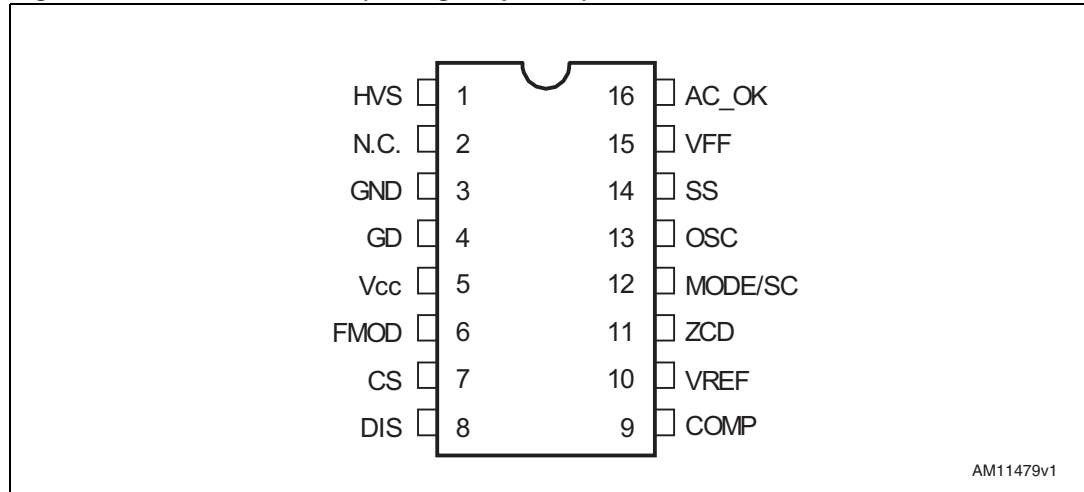 HVS 1 16 AC_OK
N.C. 2 15 VFF
GND 3 14 SS
GD 4 13 OSC
Vcc 5 12 MODE/SC
FMOD 6 11 ZCD
CS 7 10 VREF
DIS 8 9 COMP
AM11479v1